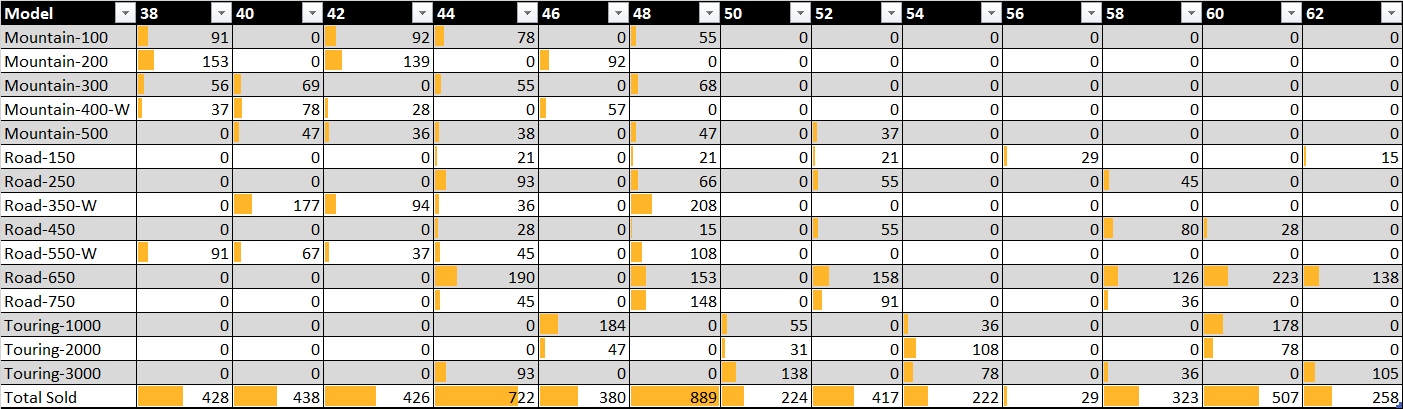 Model 38 40 42 44 46 48 50 52 54 56 58 60 62
Mountain-100 91 0 92 78 0 55 0 0 0 0 0 0 0
Mountain-200 153 0 139 0 92 0 0 0 0 0 0 0 0
Mountain-300 56 69 0 55 0 68 0 0 0 0 0 0 0
Mountain-400-W 37 78 28 0 57 0 0 0 0 0 0 0 0
Mountain-500 0 47 36 38 0 47 0 37 0 0 0 0 0
Road-150 0 0 0 21 0 21 0 21 0 29 0 0 15
Road-250 0 0 0 93 0 66 0 55 0 0 45 0 0
Road-350-W 0 177 94 36 0 208 0 0 0 0 0 0 0
Road-450 0 0 0 28 0 15 0 55 0 0 80 28 0
Road-550-W 91 67 37 45 0 108 0 0 0 0 0 0 0
Road-650 0 0 0 190 0 153 0 158 0 0 126 223 138
Road-750 0 0 0 45 0 148 0 91 0 0 36 0 0
Touring-1000 0 0 0 0 184 0 55 0 36 0 0 178 0
Touring-2000 0 0 0 0 47 0 31 0 108 0 0 78 0
Touring-3000 0 0 0 93 0 0 138 0 78 0 36 0 105
Total Sold 428 438 426 722 380 889 224 417 222 29 323 507 258